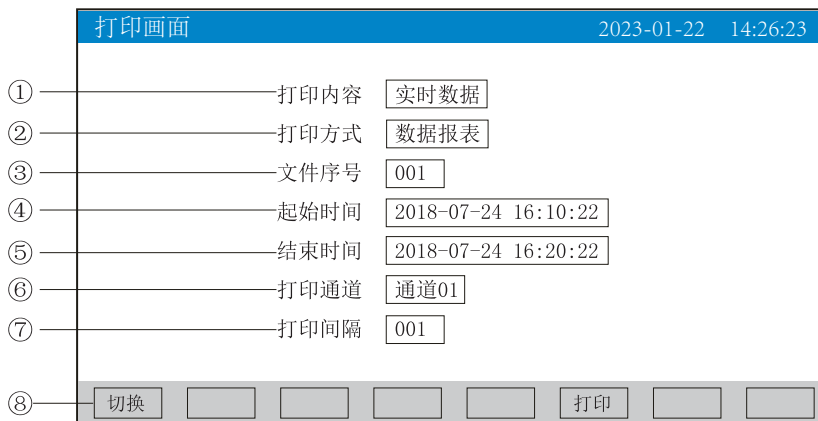 打印画面 2023-01-22 14:26:23
① 打印内容 实时数据
② 打印方式 数据报表
③ 文件序号 001
④ 起始时间 2018-07-24 16:10:22
⑤ 结束时间 2018-07-24 16:20:22
⑥ 打印通道 通道01
⑦ 打印间隔 001
⑧ 切换 打印